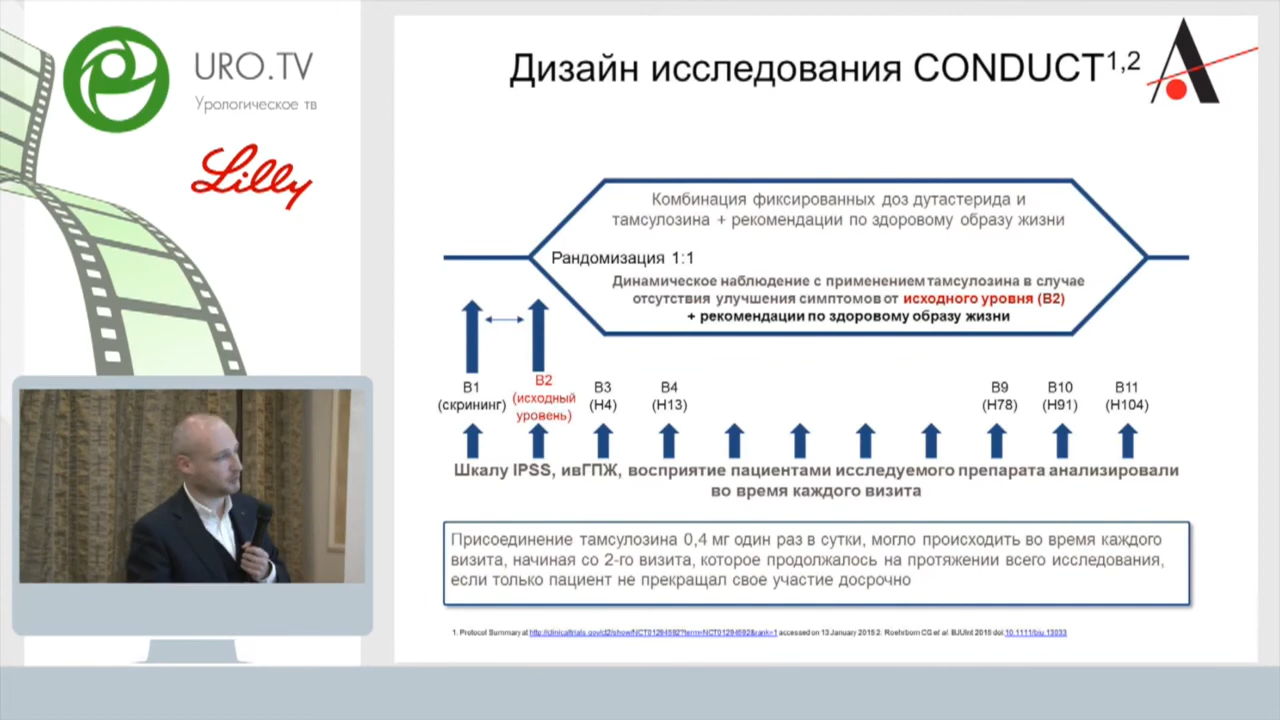 URO.TV
Урологическое тв
Lilly
Дизайн исследования CONDUCT1,2
Комбинация фиксированных доз дутастерида и
тамсулозина + рекомендации по здоровому образу жизни
Рандомизация 1:1
Динамическое наблюдение с применением тамсулозина в случае
отсутствия улучшения симптомов от исходного уровня (В2)
+ рекомендации по здоровому образу жизни
В1
(скрининг)
В2
(исходный
уровень)
В3
(Н4)
В4
(Н13)
В9
(Н78)
В10
(Н91)
В11
(Н104)
Шкалу IPSS, ивГПЖ, восприятие пациентами исследуемого препарата анализировали
во время каждого визита
Присоединение тамсулозина 0,4 мг один раз в сутки, могло происходить во время каждого
визита, начиная со 2-го визита, которое продолжалось на протяжении всего исследования,
если только пациент не прекращал свое участие досрочно
1. Protocol Summary at http://clinicaltrials.gov/ct2/show/NCT01294592?term=NCT01294592&rank=1 accessed on 13 January 2015 2. Roehrborn CG et al. BJUInt 2015 doi:10.1111/bju.13033